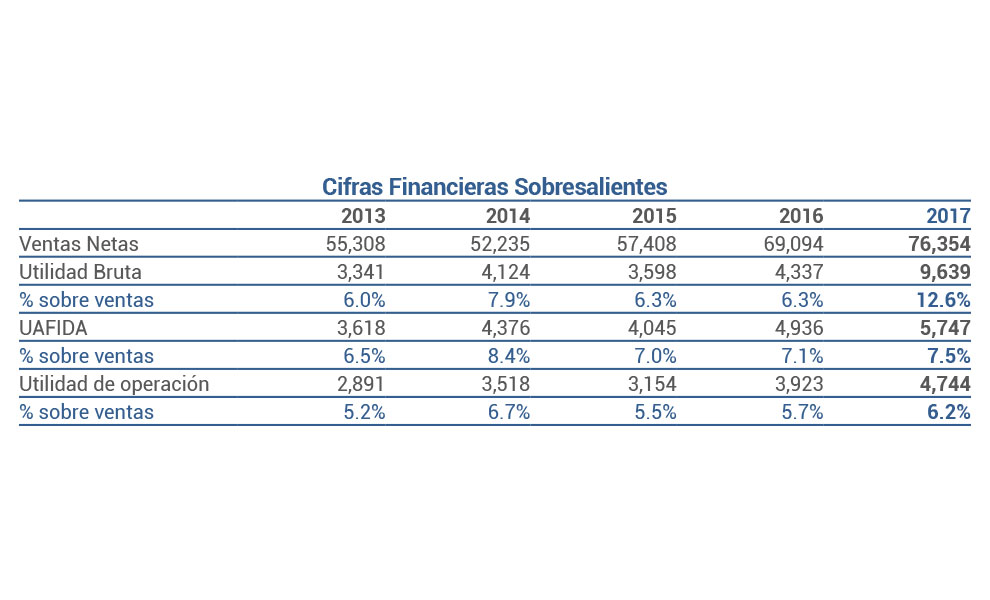 Cifras Financieras Sobresalientes
2013 2014 2015 2016 2017
Ventas Netas 55,308 52,235 57,408 69,094 76,354
Utilidad Bruta 3,341 4,124 3,598 4,337 9,639
% sobre ventas 6.0% 7.9% 6.3% 6.3% 12.6%
UAFIDA 3,618 4,376 4,045 4,936 5,747
% sobre ventas 6.5% 8.4% 7.0% 7.1% 7.5%
Utilidad de operación 2,891 3,518 3,154 3,923 4,744
% sobre ventas 5.2% 6.7% 5.5% 5.7% 6.2%